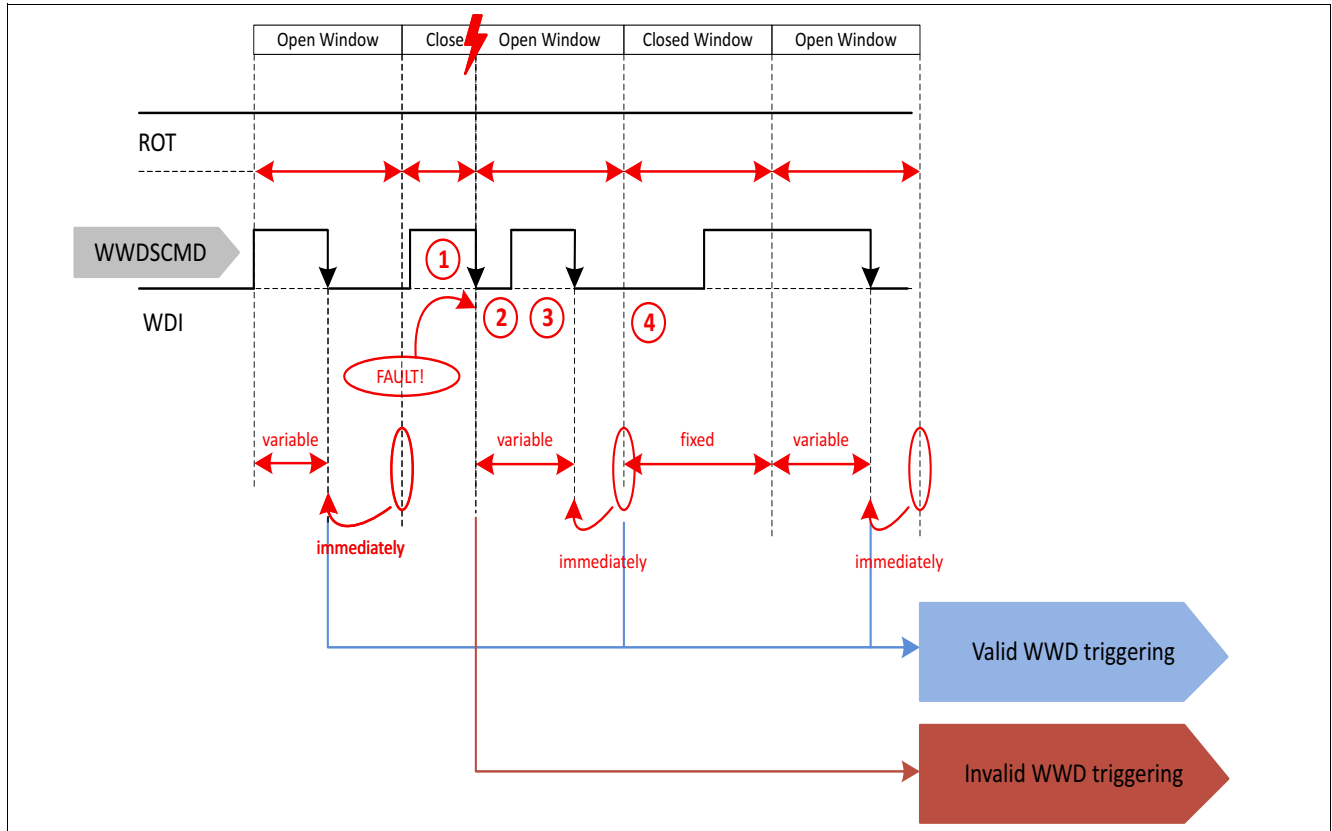 Open Window
Close
Open Window
Closed Window
Open Window
ROT
WWDSCMD
1
WDI
2
3
4
FAULT!
variable
variable
fixed
variable
immediately
immediately
immediately
Valid WWD triggering
Invalid WWD triggering